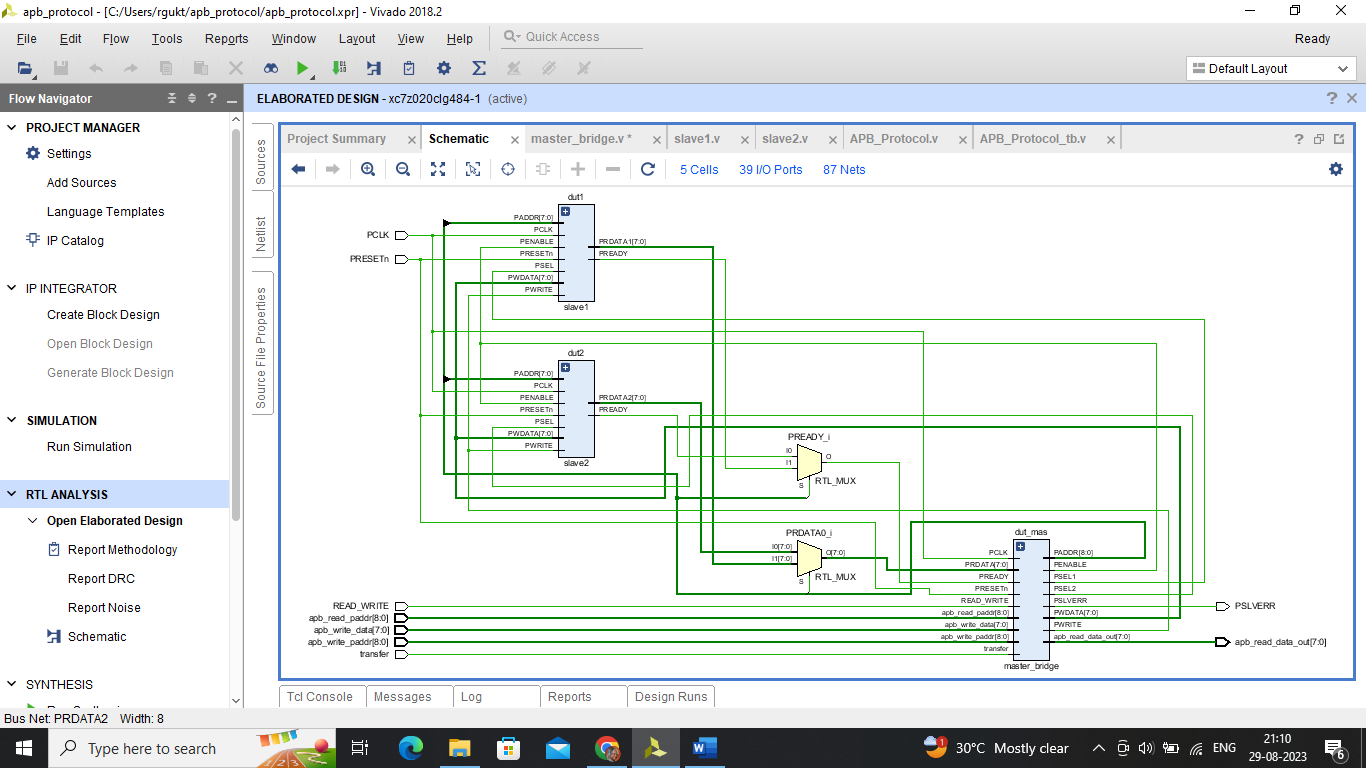 apb_protocol - [C:/Users/rgukt/apb_protocol/apb_protocol.xpr] - Vivado 2018.2
File Edit Flow Tools Reports Window Layout View Help Quick Access Ready
Default Layout
Flow Navigator
ELABORATED DESIGN - xc7z020clg484-1 (active)
PROJECT MANAGER
Settings
Add Sources
Language Templates
IP Catalog
IP INTEGRATOR
Create Block Design
Open Block Design
Generate Block Design
SIMULATION
Run Simulation
RTL ANALYSIS
Open Elaborated Design
Report Methodology
Report DRC
Report Noise
Schematic
SYNTHESIS
Sources
Netlist
Source File Properties
Project Summary Schematic master_bridge.v * slave1.v slave2.v APB_Protocol.v APB_Protocol_tb.v
5 Cells 39 I/O Ports 87 Nets
dut1
PADDR[7:0]
PCLK
PENABLE
PRESETn
PSEL
PWDATA[7:0]
PWRITE
PRDATA1[7:0]
PREADY
slave1
PCLK
PRESETn
dut2
PADDR[7:0]
PCLK
PENABLE
PRESETn
PSEL
PWDATA[7:0]
PWRITE
PRDATA2[7:0]
PREADY
slave2
PREADY_i
I0
I1
S
O
RTL_MUX
PRDATA0_i
I0[7:0]
I1[7:0]
S
O[7:0]
RTL_MUX
dut_mas
PCLK
PRDATA[7:0]
PREADY
PRESETn
READ_WRITE
apb_read_paddr[8:0]
apb_write_data[7:0]
apb_write_paddr[8:0]
transfer
PADDR[8:0]
PENABLE
PSEL1
PSEL2
PSLVERR
PWDATA[7:0]
PWRITE
apb_read_data_out[7:0]
master_bridge
READ_WRITE
apb_read_paddr[8:0]
apb_write_data[7:0]
apb_write_paddr[8:0]
transfer
PSLVERR
apb_read_data_out[7:0]
Tcl Console Messages Log Reports Design Runs
Bus Net: PRDATA2 Width: 8
Type here to search
1
30°C Mostly clear
ENG
21:10
29-08-2023
6